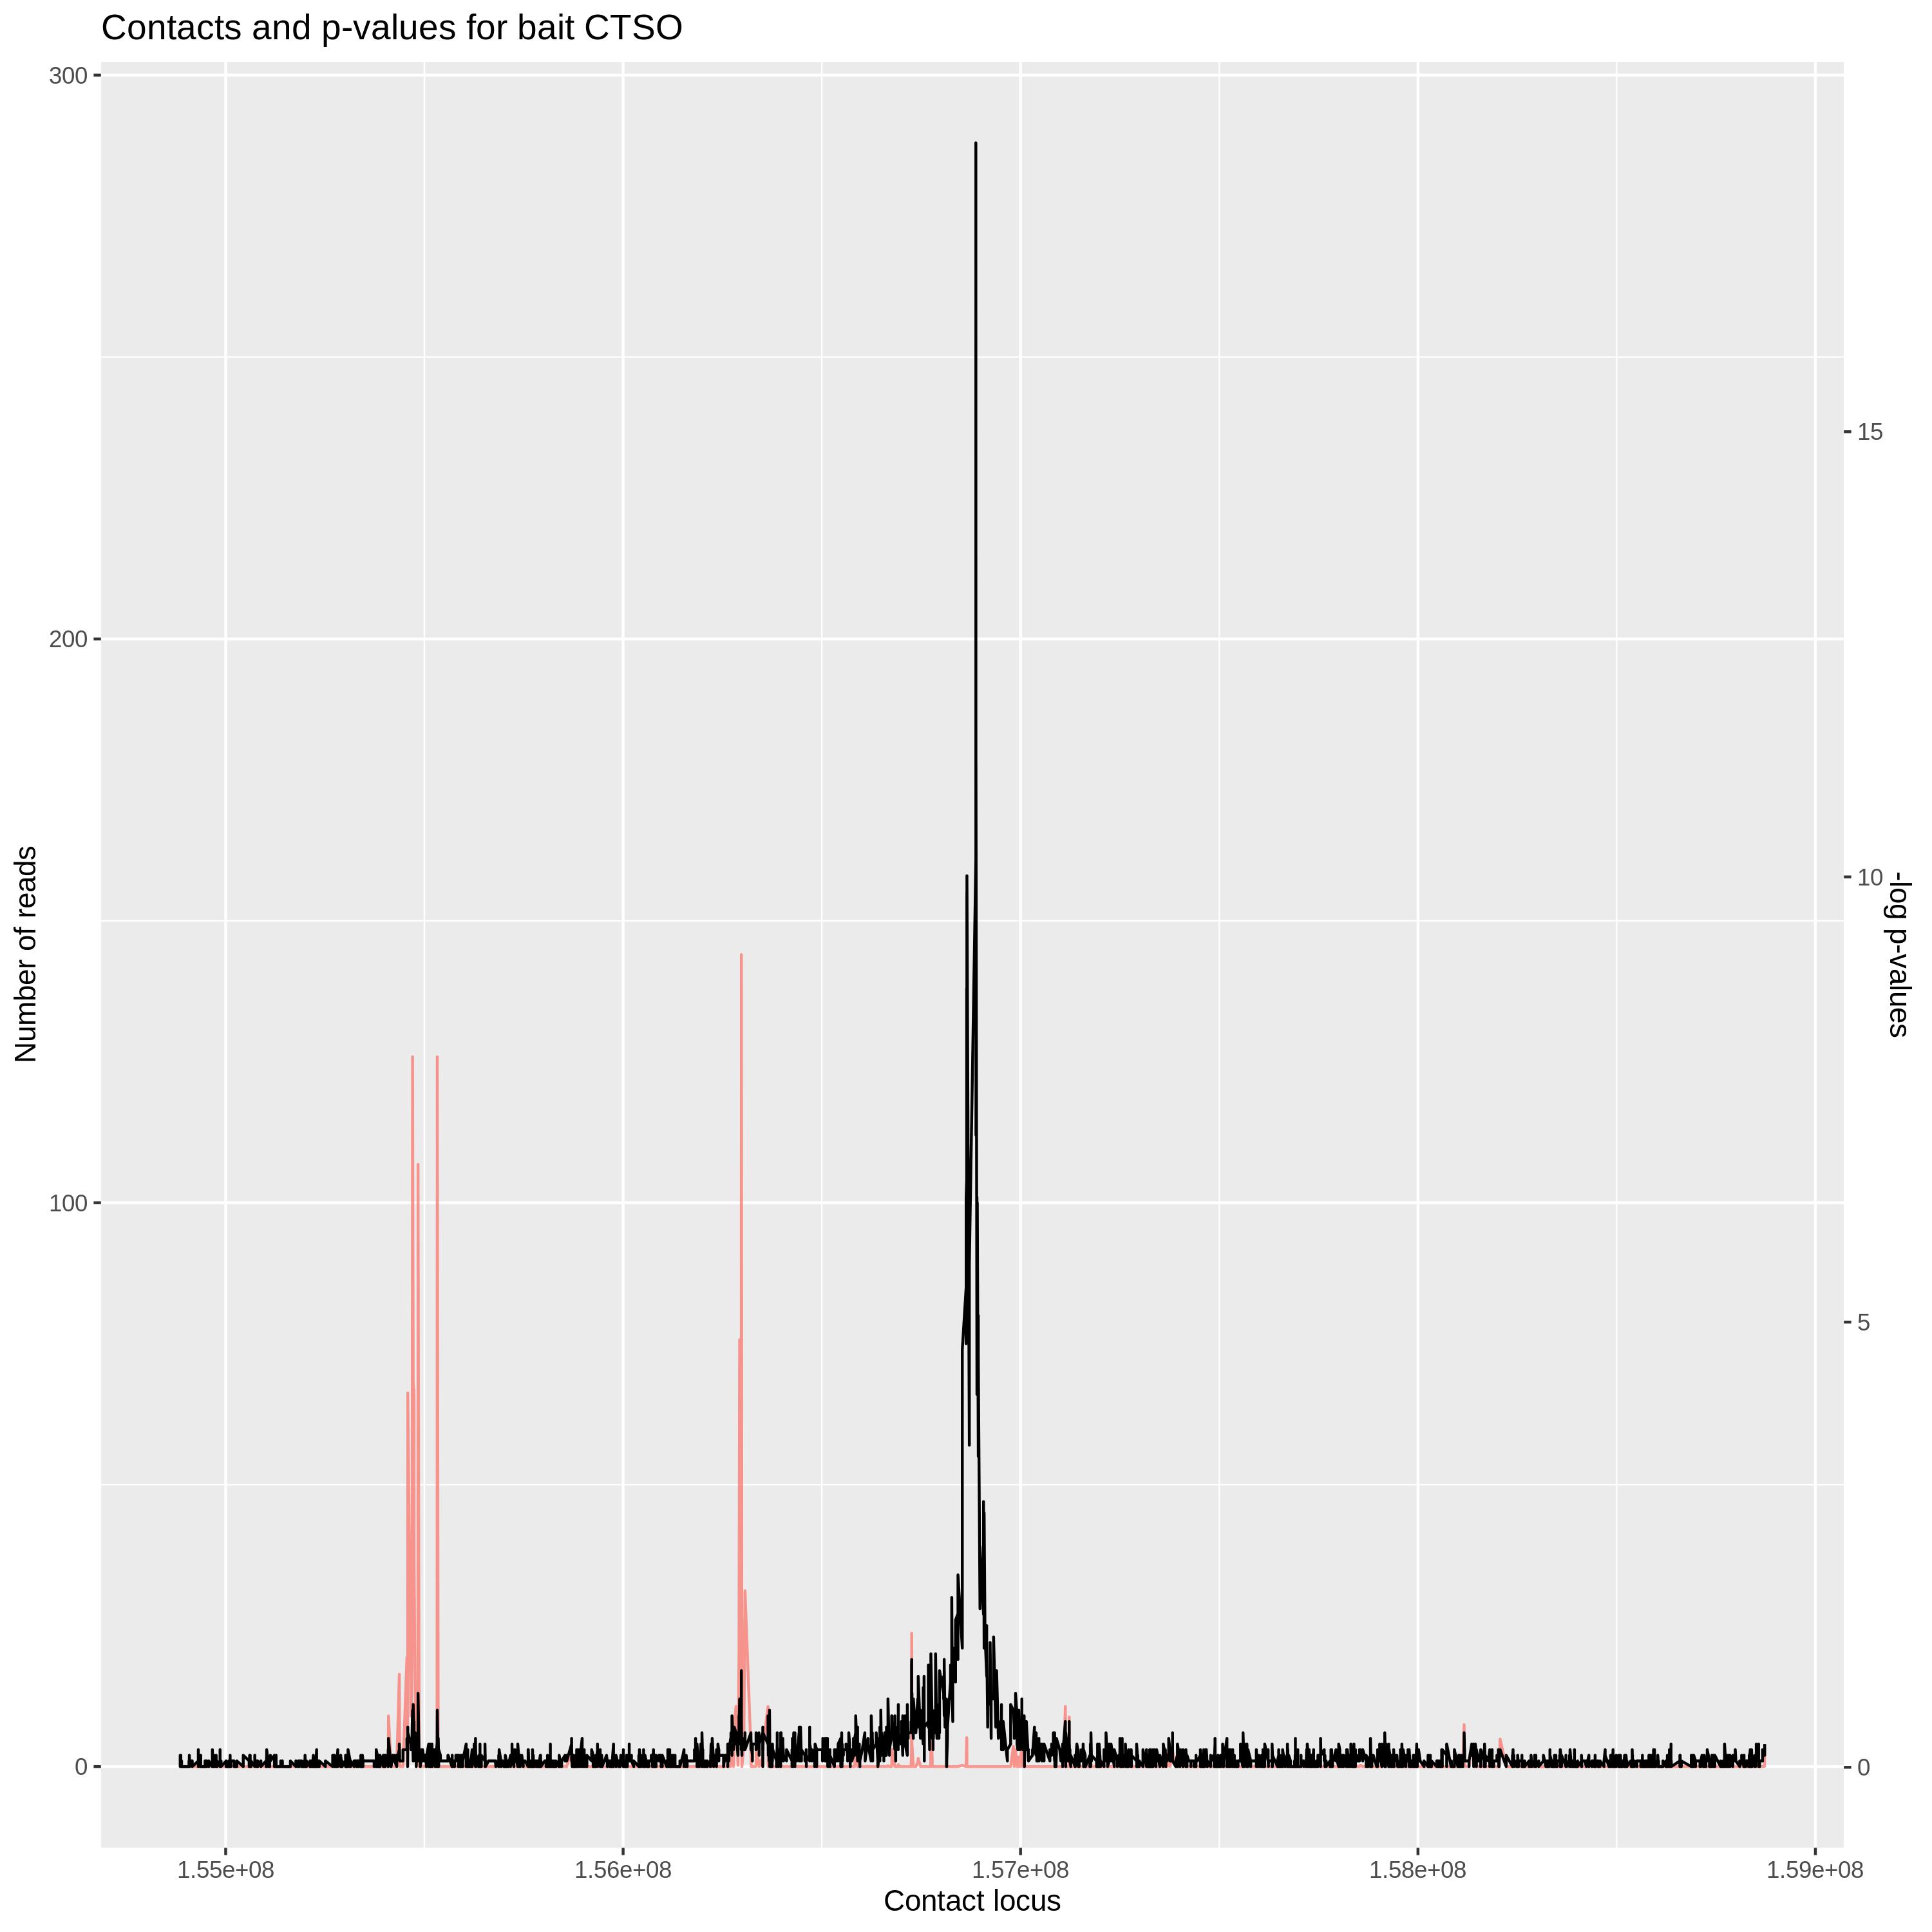 Contacts and p-values for bait CTSO
300
200
100
0
Number of reads
15
10
5
0
-log p-values
1.55e+08
1.56e+08
1.57e+08
1.58e+08
1.59e+08
Contact locus